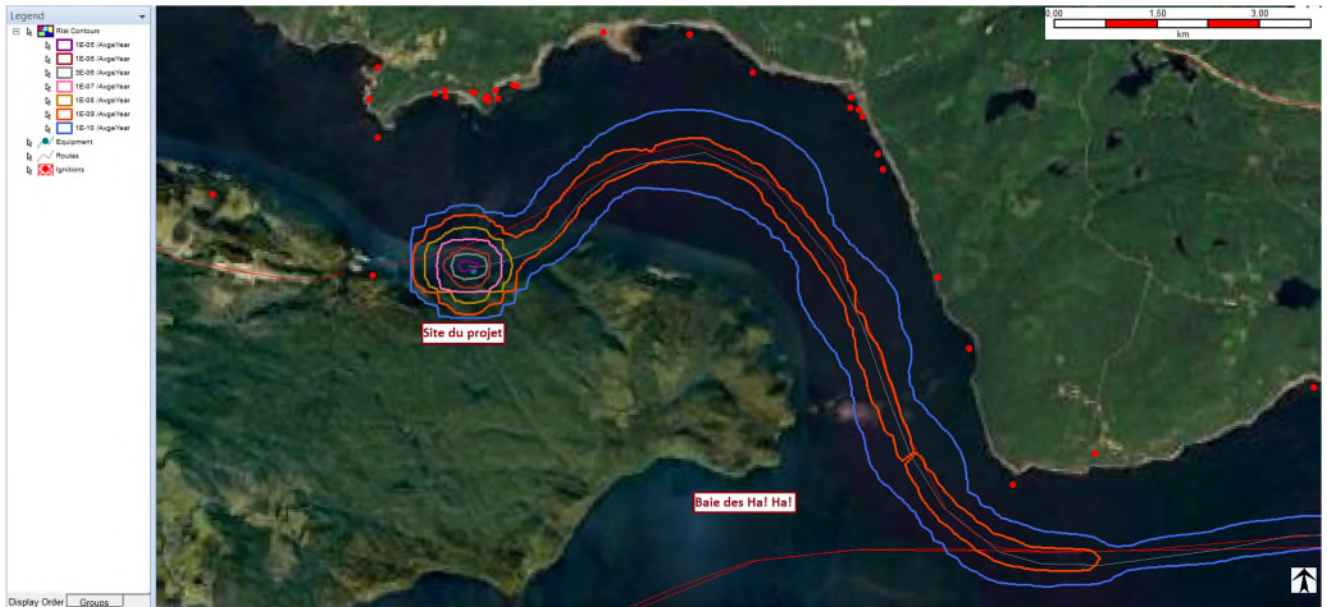 Legend
Risk Contours
1E-05 /AvgeYear
1E-06 /AvgeYear
3E-06 /AvgeYear
1E-07 /AvgeYear
1E-08 /AvgeYear
1E-09 /AvgeYear
1E-10 /AvgeYear
Equipment
Routes
Ignitions
0,00 1,50 3,00
km
Site du projet
Baie des Ha! Ha!
Display Order Groups